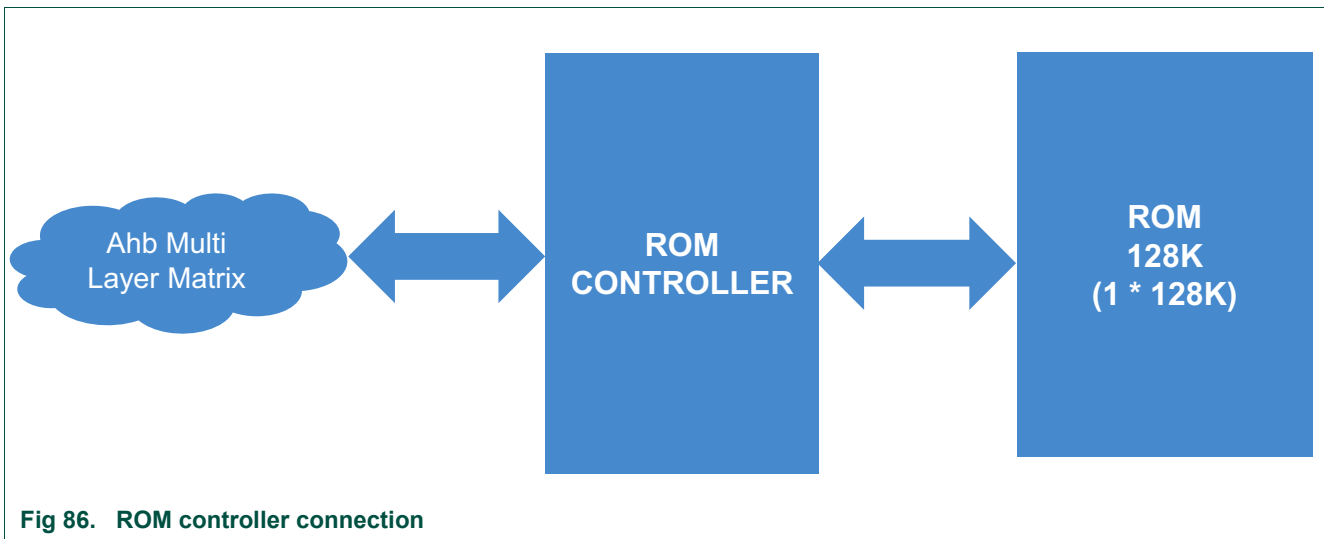 Ahb Multi
Layer Matrix
ROM
CONTROLLER
ROM
128K
(1 * 128K)
Fig 86. ROM controller connection